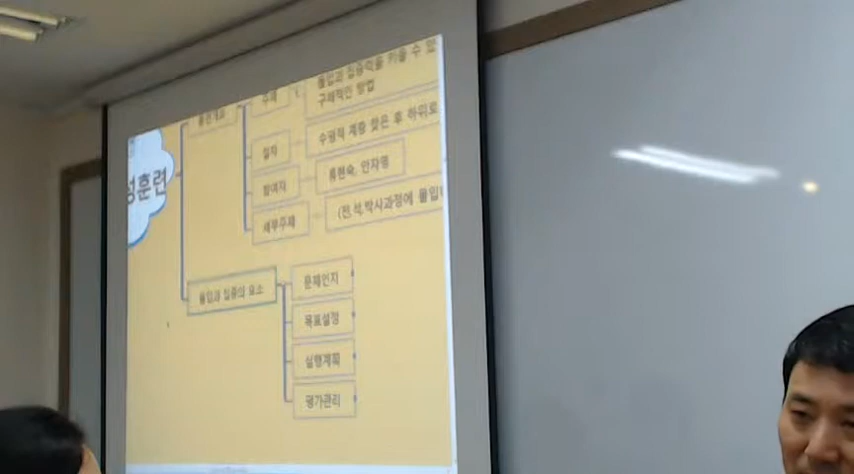 성훈련
훈련개요
주제
몰입과 집중력을 키울 수 있
구체적인 방법
절차
수평적 계층 찾은 후 하위로
참여자
류현숙, 안자영
세부주제
(전.석.박사과정에 몰입
몰입과 집중의 요소
문제인지
목표설정
실행계획
평가관리